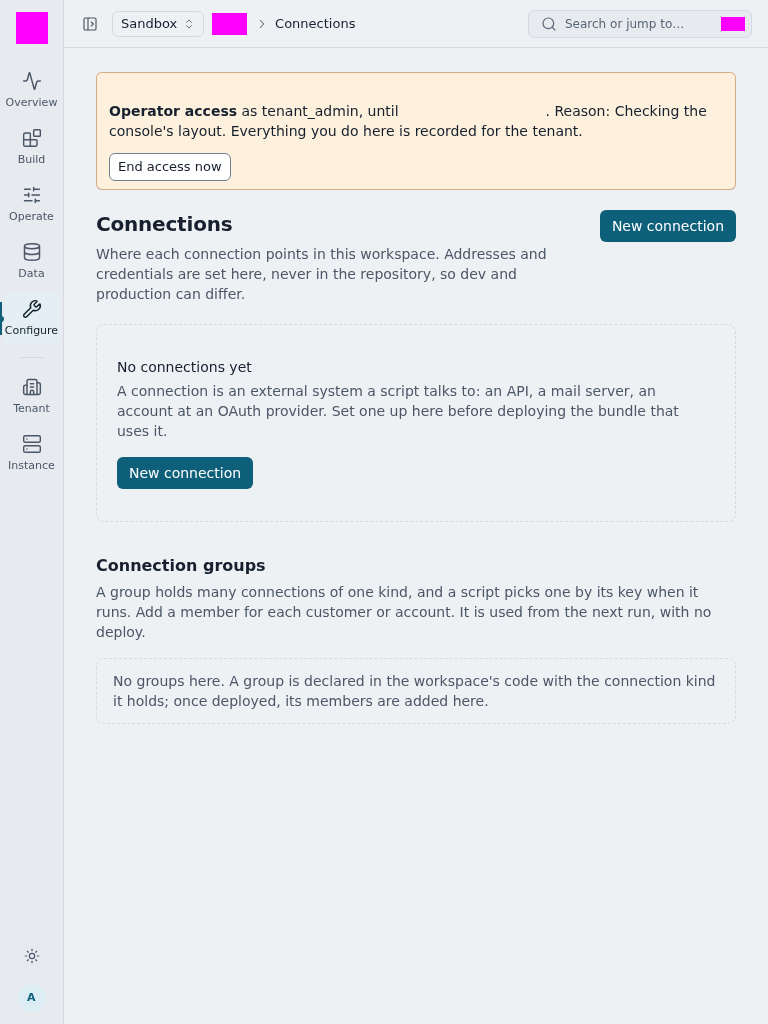 Sandbox
Connections
Search or jump to…
Overview
Build
Operate
Data
Configure
Tenant
Instance
A
Operator access as tenant_admin, until . Reason: Checking the
console's layout. Everything you do here is recorded for the tenant.
End access now
Connections
New connection
Where each connection points in this workspace. Addresses and
credentials are set here, never in the repository, so dev and
production can differ.
No connections yet
A connection is an external system a script talks to: an API, a mail server, an
account at an OAuth provider. Set one up here before deploying the bundle that
uses it.
New connection
Connection groups
A group holds many connections of one kind, and a script picks one by its key when it
runs. Add a member for each customer or account. It is used from the next run, with no
deploy.
No groups here. A group is declared in the workspace's code with the connection kind
it holds; once deployed, its members are added here.